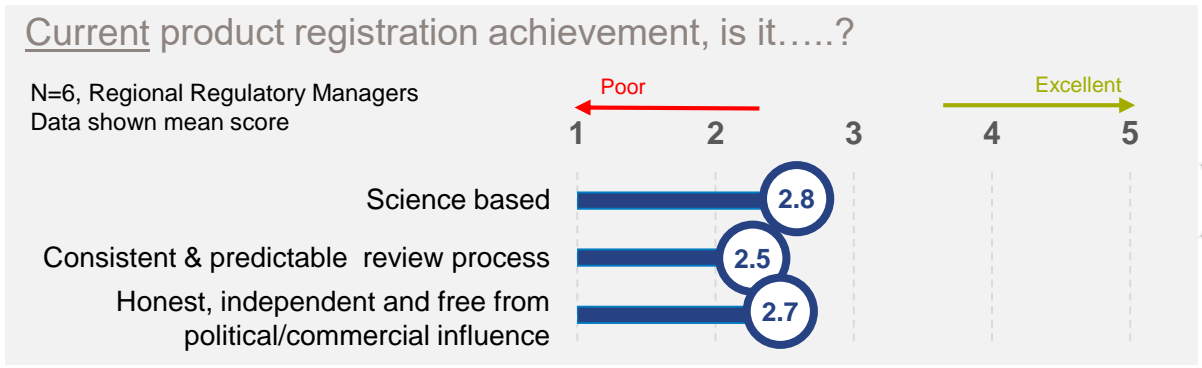 Current product registration achievement, is it…..?
N=6, Regional Regulatory Managers
Data shown mean score
Poor
Excellent
1 2 3 4 5
Science based
2.8
Consistent & predictable  review process
2.5
Honest, independent and free from
political/commercial influence
2.7